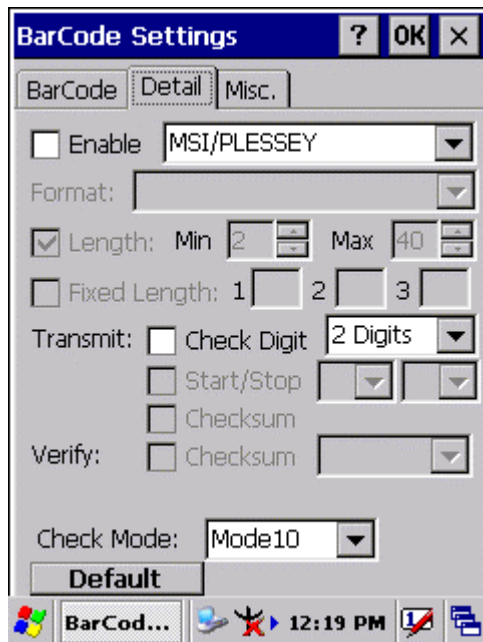 BarCode Settings ? OK ×
BarCode Detail Misc.
Enable MSI/PLESSEY
Format:
Length: Min 2 Max 40
Fixed Length: 1 2 3
Transmit: Check Digit 2 Digits
Start/Stop
Checksum
Verify: Checksum
Check Mode: Mode10
Default
BarCod... 12:19 PM